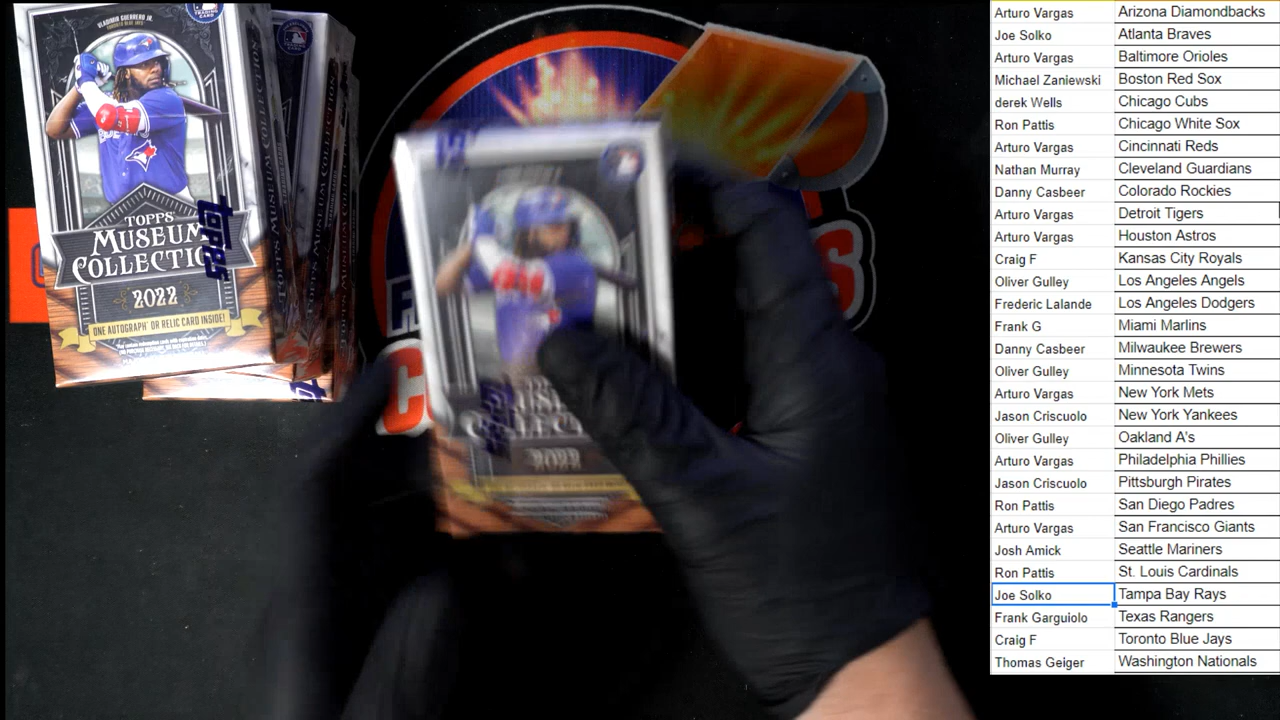 VLADIMIR GUERRERO JR.
TOPPS
MUSEUM
COLLECTION
topps
2022
ONE AUTOGRAPH OR RELIC CARD INSIDE!
TOPPS MUSEUM COLLECTION
TOPPS MUSEUM COLLECTION
2022
Arturo Vargas Arizona Diamondbacks
Joe Solko Atlanta Braves
Arturo Vargas Baltimore Orioles
Michael Zaniewski Boston Red Sox
derek Wells Chicago Cubs
Ron Pattis Chicago White Sox
Arturo Vargas Cincinnati Reds
Nathan Murray Cleveland Guardians
Danny Casbeer Colorado Rockies
Arturo Vargas Detroit Tigers
Arturo Vargas Houston Astros
Craig F Kansas City Royals
Oliver Gulley Los Angeles Angels
Frederic Lalande Los Angeles Dodgers
Frank G Miami Marlins
Danny Casbeer Milwaukee Brewers
Oliver Gulley Minnesota Twins
Arturo Vargas New York Mets
Jason Criscuolo New York Yankees
Oliver Gulley Oakland A's
Arturo Vargas Philadelphia Phillies
Jason Criscuolo Pittsburgh Pirates
Ron Pattis San Diego Padres
Arturo Vargas San Francisco Giants
Josh Amick Seattle Mariners
Ron Pattis St. Louis Cardinals
Joe Solko Tampa Bay Rays
Frank Garguiolo Texas Rangers
Craig F Toronto Blue Jays
Thomas Geiger Washington Nationals